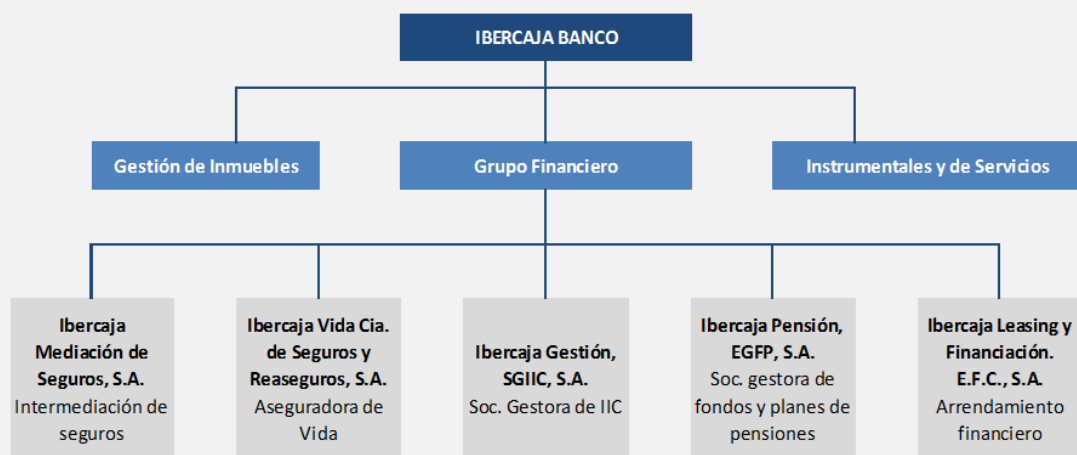 IBERCAJA BANCO
Gestión de Inmuebles
Grupo Financiero
Instrumentales y de Servicios
Ibercaja
Mediación de
Seguros, S.A.
Intermediación de
seguros
Ibercaja Vida Cia.
de Seguros y
Reaseguros, S.A.
Aseguradora de
Vida
Ibercaja Gestión,
SGIIC, S.A.
Soc. Gestora de IIC
Ibercaja Pensión,
EGFP, S.A.
Soc. gestora de
fondos y planes de
pensiones
Ibercaja Leasing y
Financiación.
E.F.C., S.A.
Arrendamiento
financiero